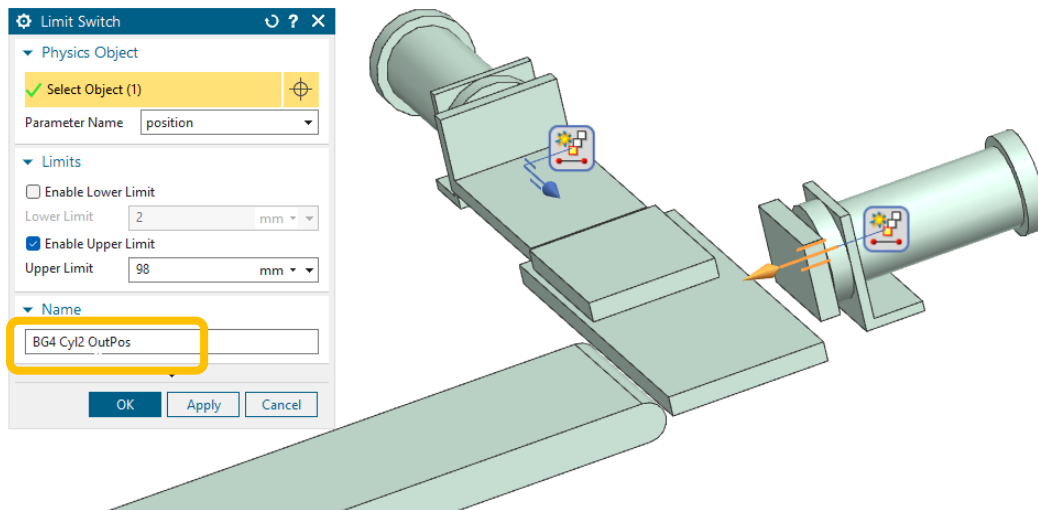 Limit Switch
Physics Object
Select Object (1)
Parameter Name position
Limits
Enable Lower Limit
Lower Limit 2 mm
Enable Upper Limit
Upper Limit 98 mm
Name
BG4 Cyl2 OutPos
OK Apply Cancel